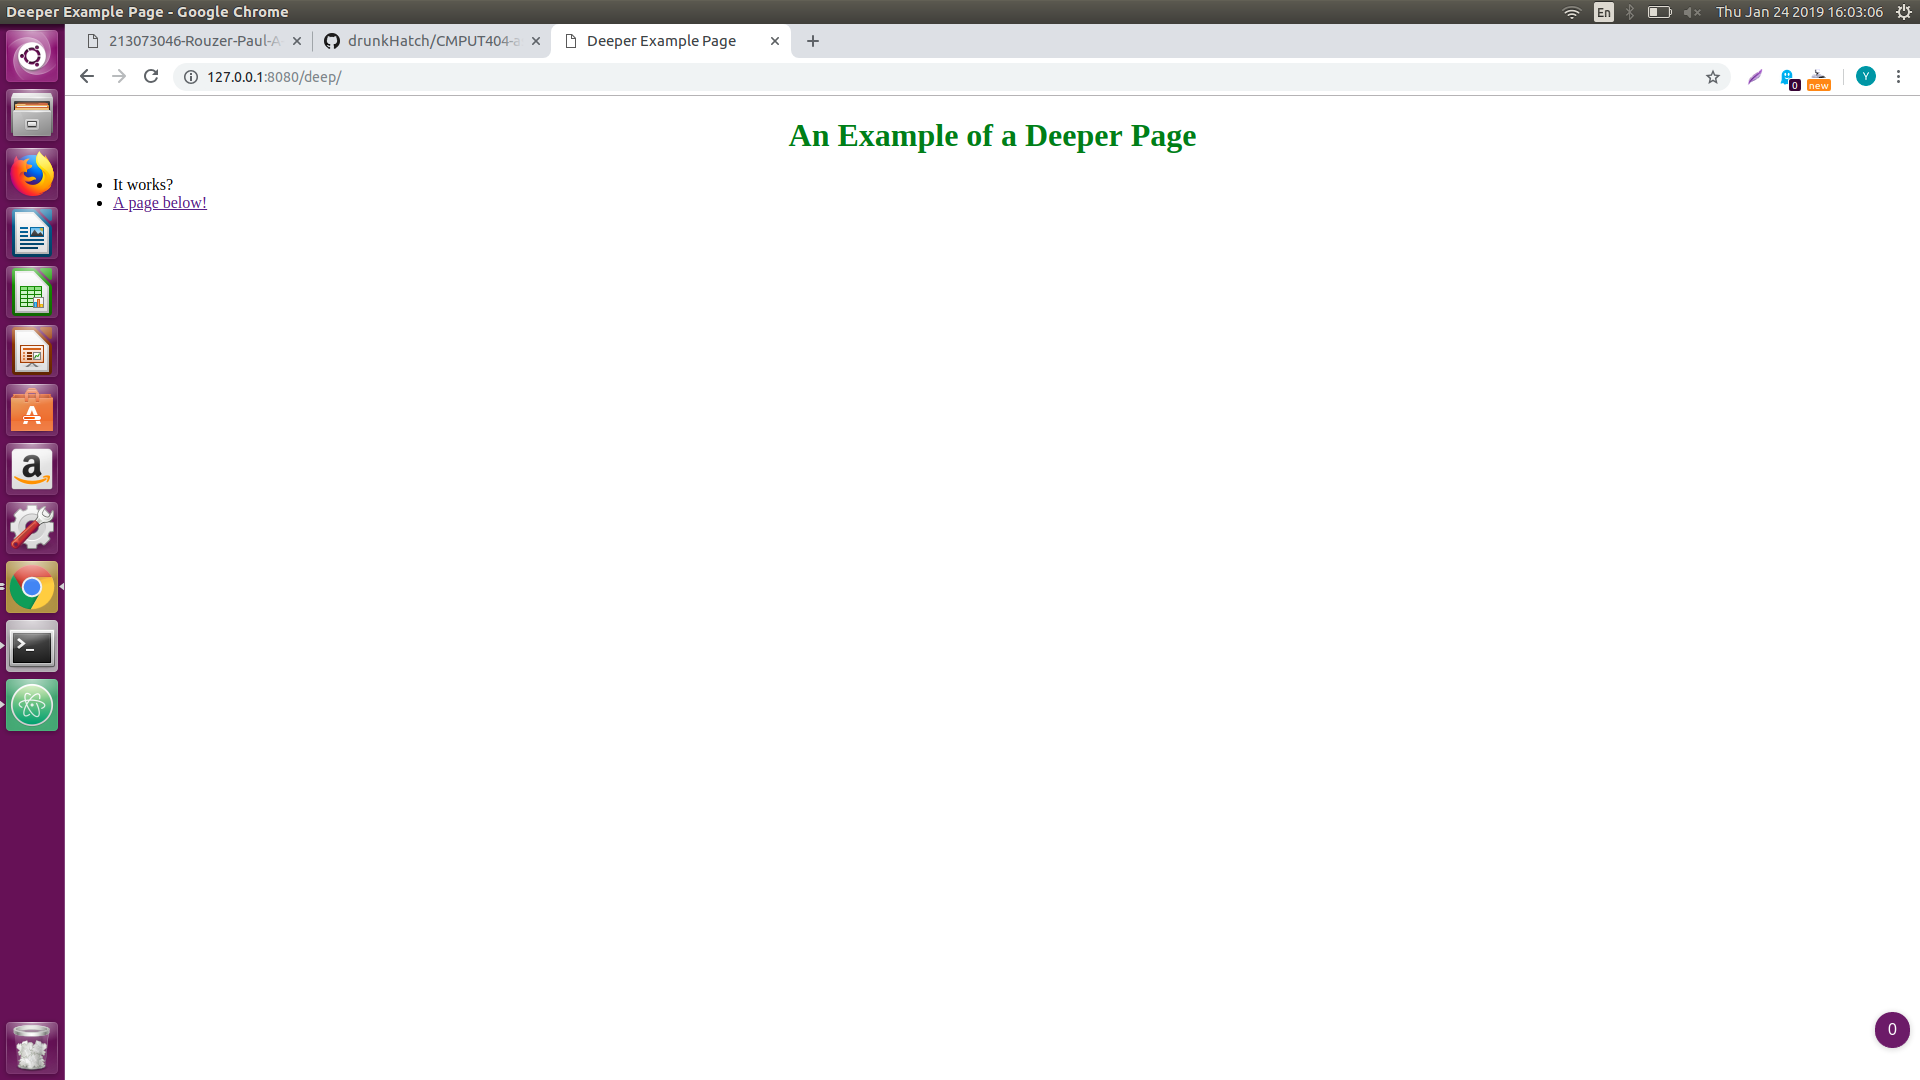 Deeper Example Page - Google Chrome
En
Thu Jan 24 2019 16:03:06
213073046-Rouzer-Paul-A-
drunkHatch/CMPUT404-a
Deeper Example Page
127.0.0.1:8080/deep/
0
new
Y
An Example of a Deeper Page
It works?
A page below!
0